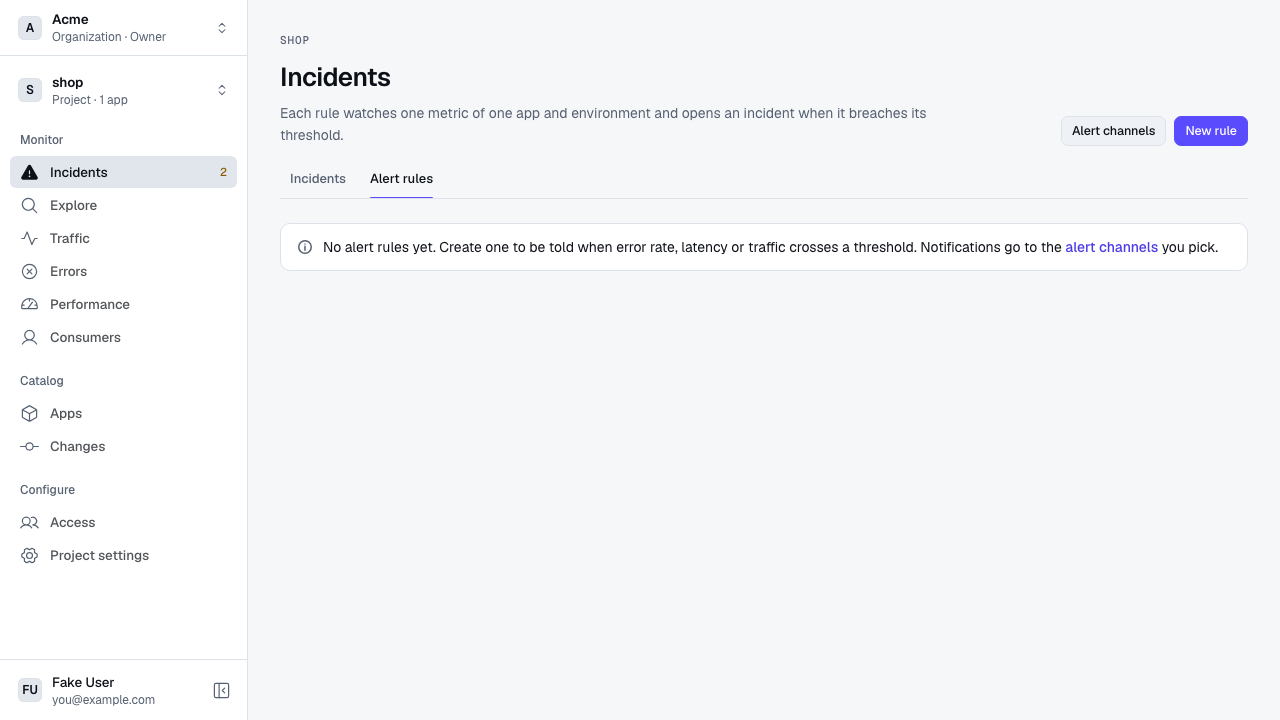 A
Acme
Organization · Owner
S
shop
Project · 1 app
Monitor
Incidents
2
Explore
Traffic
Errors
Performance
Consumers
Catalog
Apps
Changes
Configure
Access
Project settings
FU
Fake User
you@example.com
SHOP
Incidents
Each rule watches one metric of one app and environment and opens an incident when it breaches its
threshold.
Alert channels
New rule
Incidents
Alert rules
No alert rules yet. Create one to be told when error rate, latency or traffic crosses a threshold. Notifications go to the alert channels you pick.